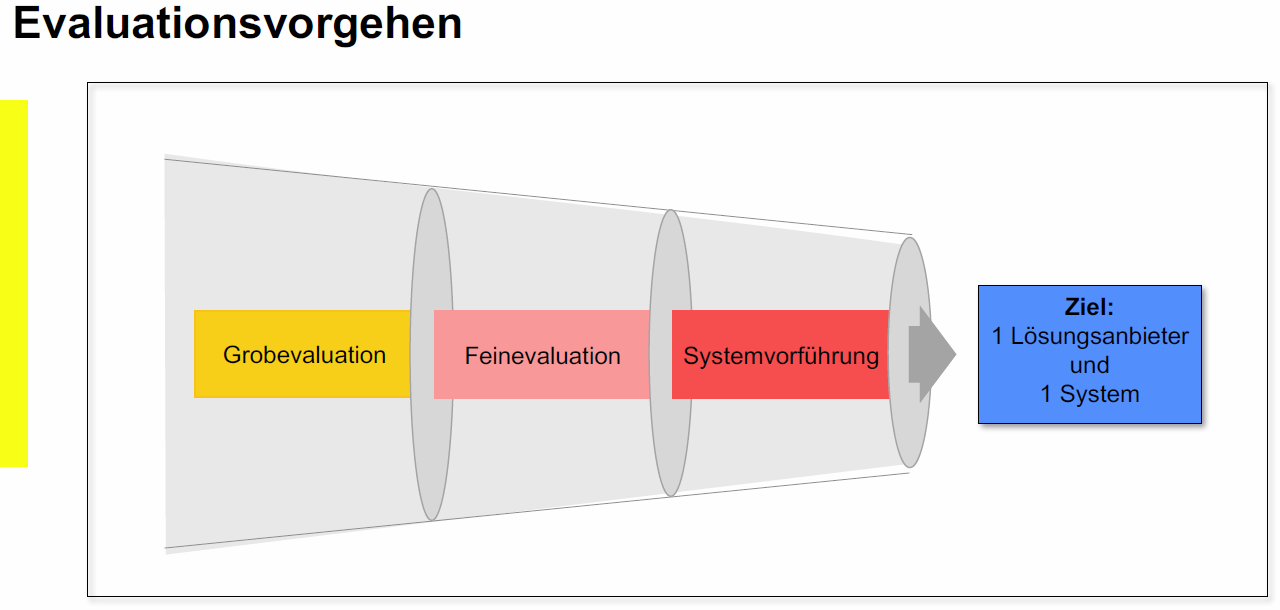 Evaluationsvorgehen
Grobevaluation
Feinevaluation
Systemvorführung
Ziel:
1 Lösungsanbieter
und
1 System